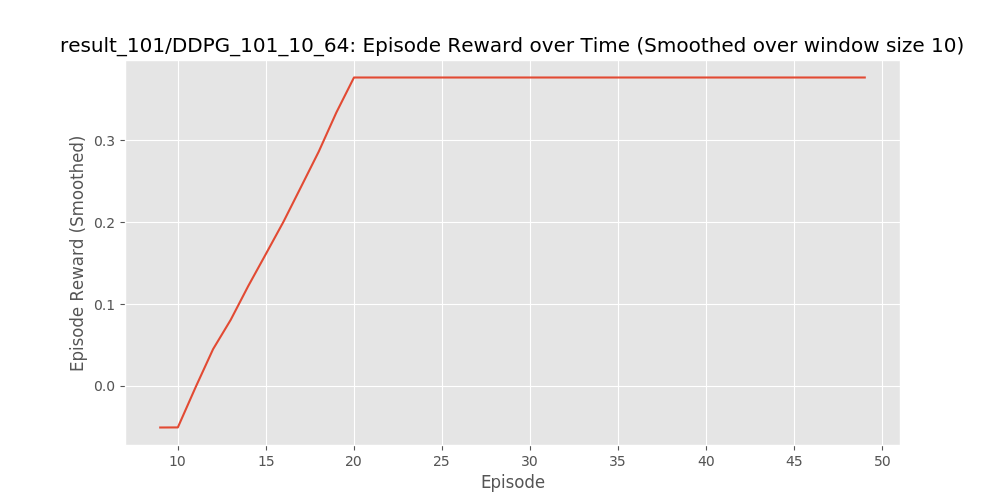 result_101/DDPG_101_10_64: Episode Reward over Time (Smoothed over window size 10)
Episode Reward (Smoothed)
0.3
0.2
0.1
0.0
10 15 20 25 30 35 40 45 50
Episode